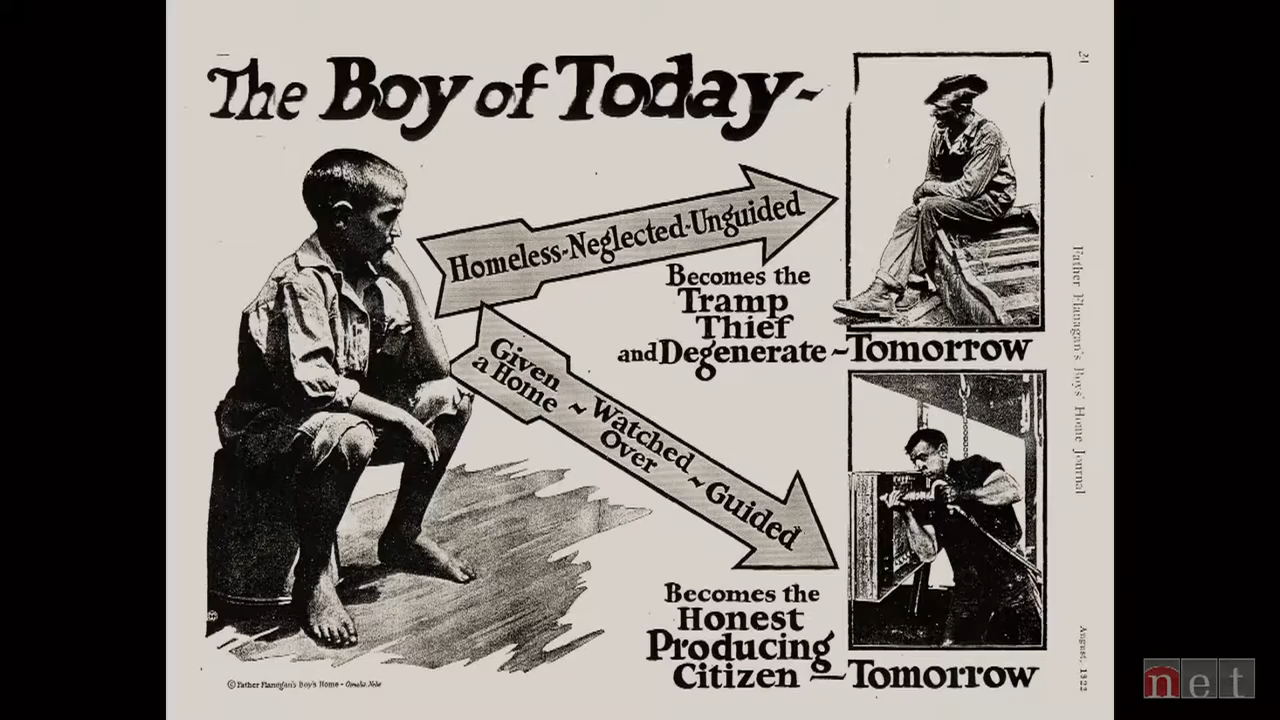 The Boy of Today~
21
Homeless-Neglected-Unguided
Becomes the
Tramp
Thief
and Degenerate ~ Tomorrow
Given
a Home ~ Watched
Over ~ Guided
Becomes the
Honest
Producing
Citizen — Tomorrow
© Father Flanagan's Boy's Home - Omaha. Nebr
Father Flanagan's Boys' Home Journal
August, 1922
net